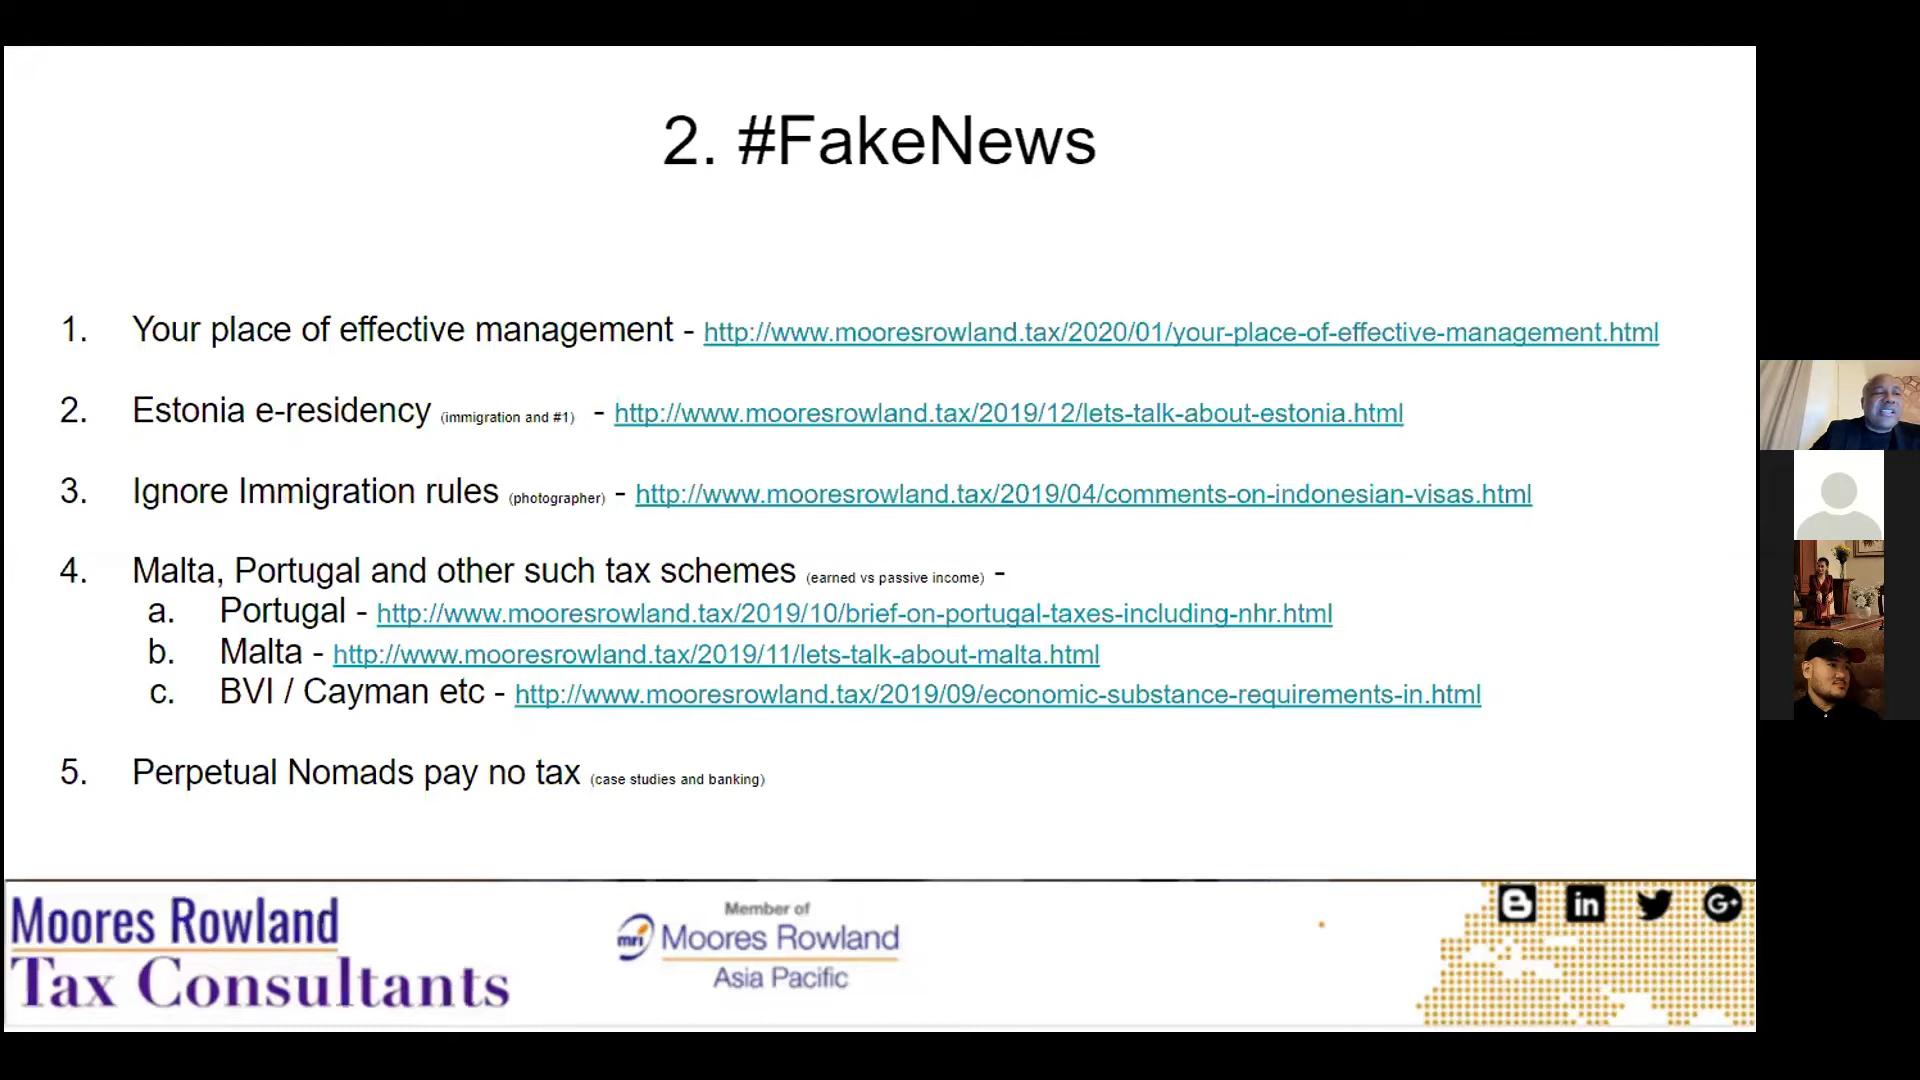 2. #FakeNews
1. Your place of effective management - http://www.mooresrowland.tax/2020/01/your-place-of-effective-management.html
2. Estonia e-residency (immigration and #1) - http://www.mooresrowland.tax/2019/12/lets-talk-about-estonia.html
3. Ignore Immigration rules (photographer) - http://www.mooresrowland.tax/2019/04/comments-on-indonesian-visas.html
4. Malta, Portugal and other such tax schemes (earned vs passive income) -
a. Portugal - http://www.mooresrowland.tax/2019/10/brief-on-portugal-taxes-including-nhr.html
b. Malta - http://www.mooresrowland.tax/2019/11/lets-talk-about-malta.html
c. BVI / Cayman etc - http://www.mooresrowland.tax/2019/09/economic-substance-requirements-in.html
5. Perpetual Nomads pay no tax (case studies and banking)
Moores Rowland
Tax Consultants
Member of
mri Moores Rowland
Asia Pacific
in
G+